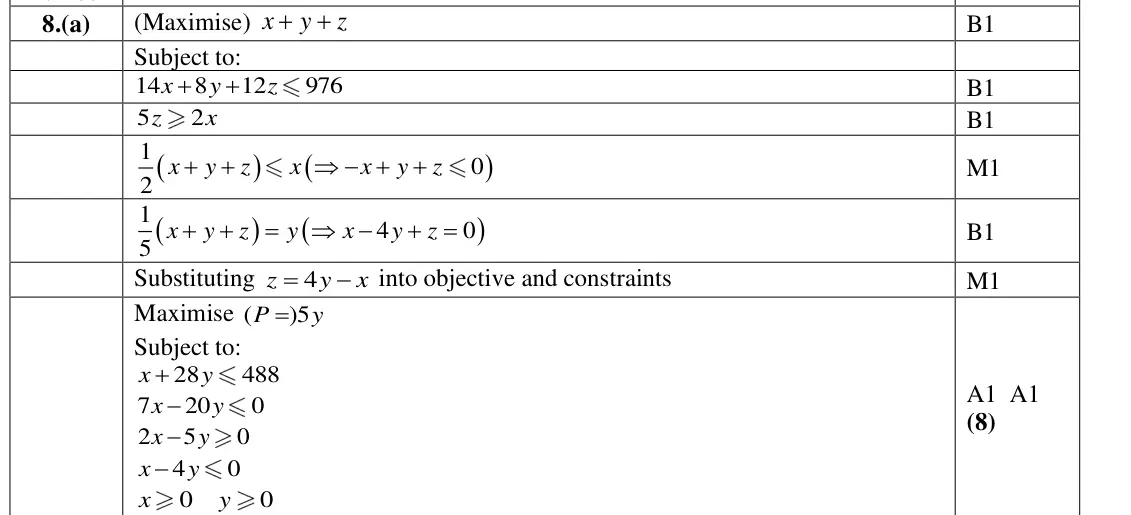 8.(a) (Maximise) x + y + z B1
Subject to:
14x + 8y + 12z ⩽ 976 B1
5z ⩾ 2x B1
1/2 (x + y + z) ⩽ x (⇒ −x + y + z ⩽ 0) M1
1/5 (x + y + z) = y (⇒ x − 4y + z = 0) B1
Substituting z = 4y − x into objective and constraints M1
Maximise (P =)5y
Subject to:
x + 28y ⩽ 488
7x − 20y ⩽ 0 A1 A1
2x − 5y ⩾ 0 (8)
x − 4y ⩽ 0
x ⩾ 0 y ⩾ 0